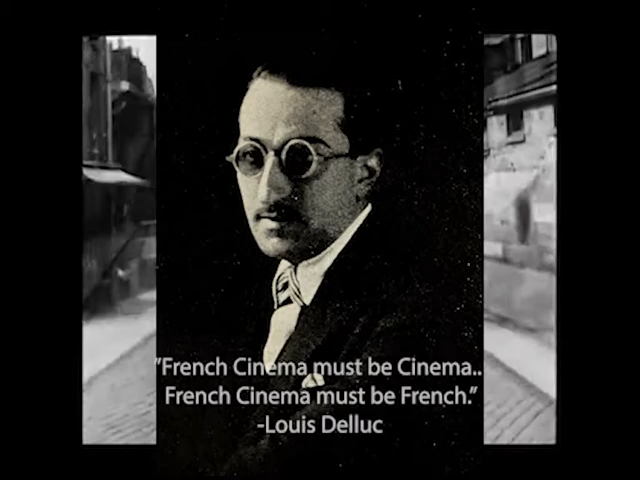 "French Cinema must be Cinema..
French Cinema must be French."
-Louis Delluc